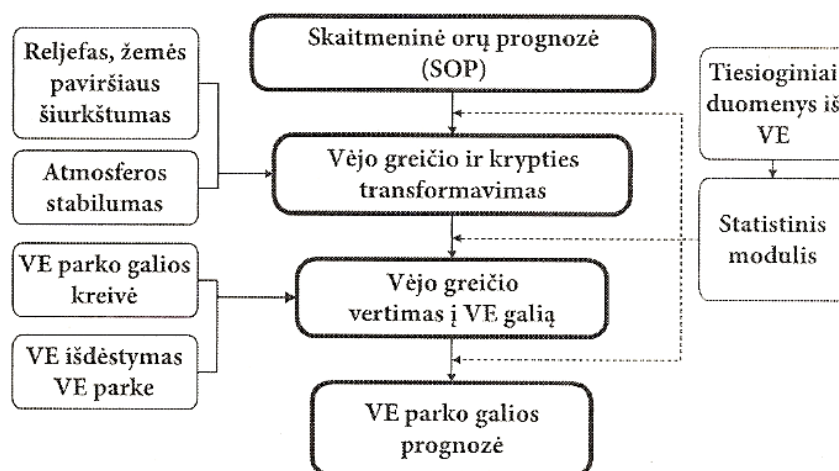 Reljefas, žemės
paviršiaus
šiurkštumas
Atmosferos
stabilumas
VE parko galios
kreivė
VE išdėstymas
VE parke
Skaitmeninė orų prognozė
(SOP)
Vėjo greičio ir krypties
transformavimas
Vėjo greičio
vertimas į VE galią
VE parko galios
prognozė
Tiesioginiai
duomenys iš
VE
Statistinis
modulis